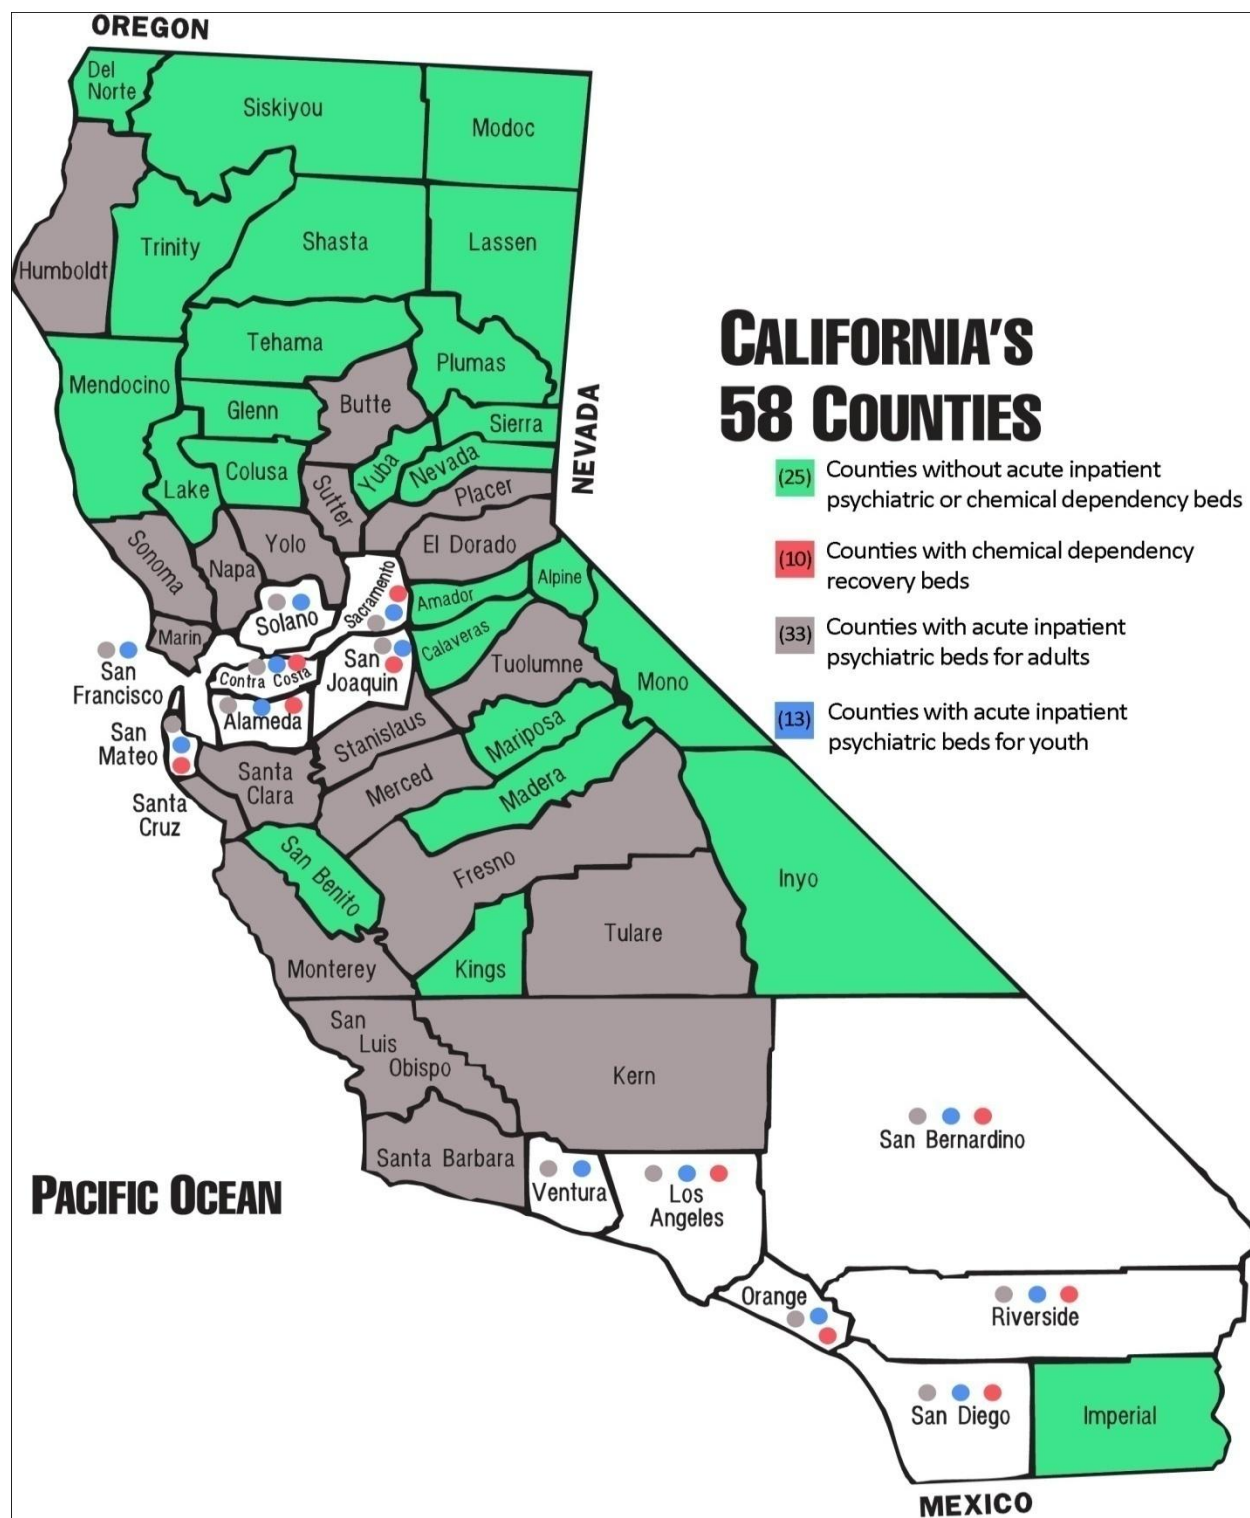 OREGON
Del
Norte
Siskiyou
Modoc
Humboldt
Trinity
Shasta
Lassen
Tehama
Plumas
Mendocino
Glenn
Butte
Sierra
Lake
Colusa
Yuba
Nevada
Sutter
Placer
NEVADA
Sonoma
Napa
Yolo
El Dorado
Sacramento
Amador
Alpine
Solano
Marin
Calaveras
San
Francisco
Contra Costa
San
Joaquin
Tuolumne
Mono
Alameda
San
Mateo
Stanislaus
Mariposa
Santa
Clara
Merced
Madera
Santa
Cruz
San Benito
Fresno
Inyo
Tulare
Monterey
Kings
San
Luis
Obispo
Kern
Santa Barbara
Ventura
Los
Angeles
San Bernardino
Orange
Riverside
San Diego
Imperial
MEXICO
PACIFIC OCEAN
CALIFORNIA'S
58 COUNTIES
(25) Counties without acute inpatient
psychiatric or chemical dependency beds
(10) Counties with chemical dependency
recovery beds
(33) Counties with acute inpatient
psychiatric beds for adults
(13) Counties with acute inpatient
psychiatric beds for youth